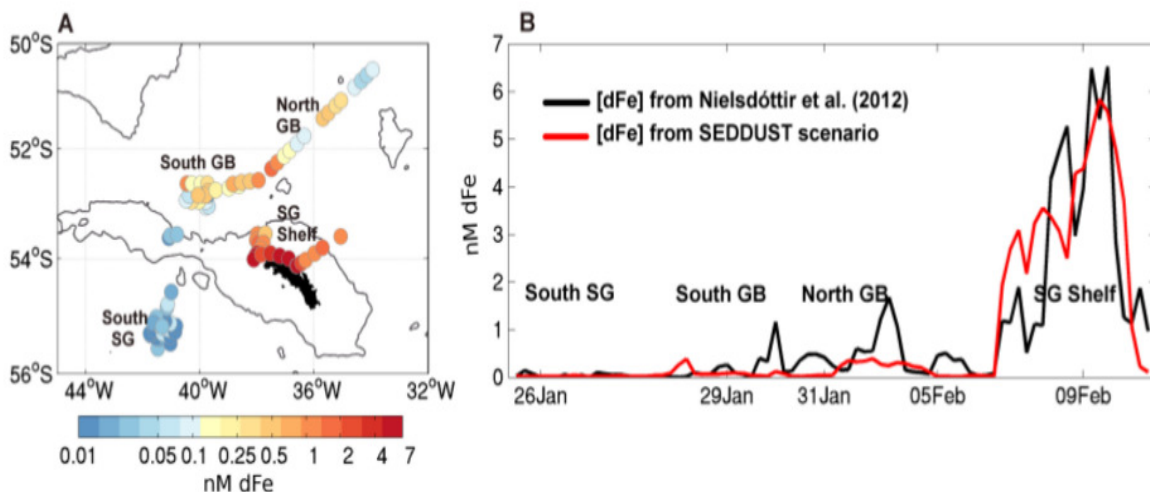 A
50°S
52°S
54°S
56°S
44°W
40°W
36°W
32°W
North
GB
South GB
SG
Shelf
South
SG
0.01
0.05 0.1 0.25 0.5 1 2 4 7
nM dFe
B
7
6
5
4
3
2
1
0
nM dFe
[dFe] from Nielsdóttir et al. (2012)
[dFe] from SEDDUST scenario
South SG
South GB
North GB
SG Shelf
26Jan
29Jan
31Jan
05Feb
09Feb